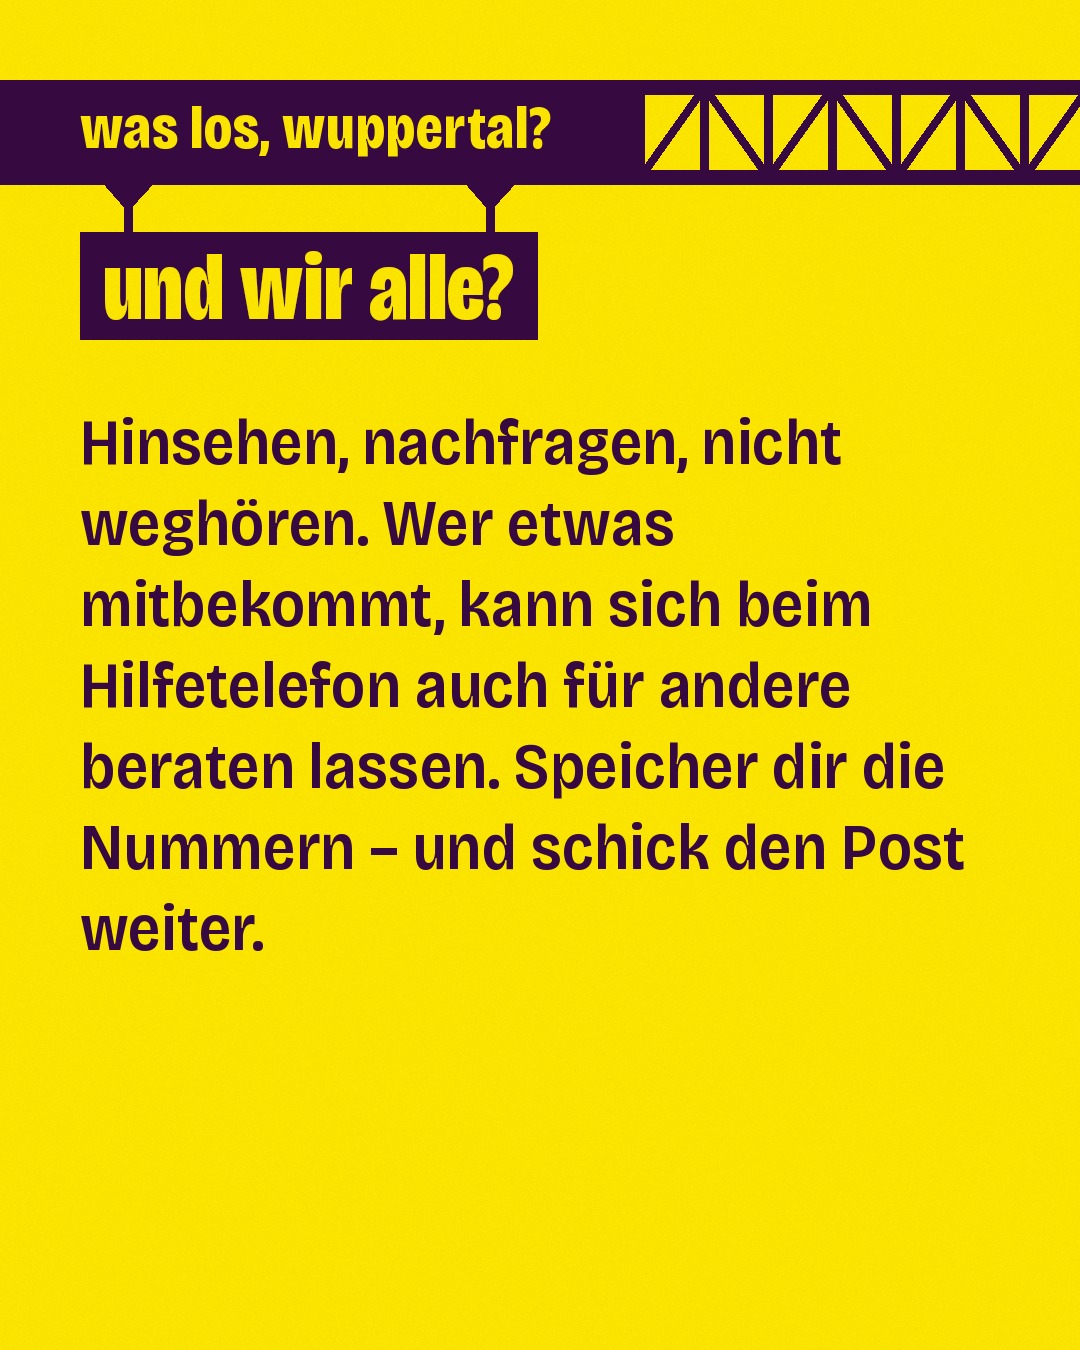 was los, wuppertal?
und wir alle?
Hinsehen, nachfragen, nicht
weghören. Wer etwas
mitbekommt, kann sich beim
Hilfetelefon auch für andere
beraten lassen. Speicher dir die
Nummern – und schick den Post
weiter.